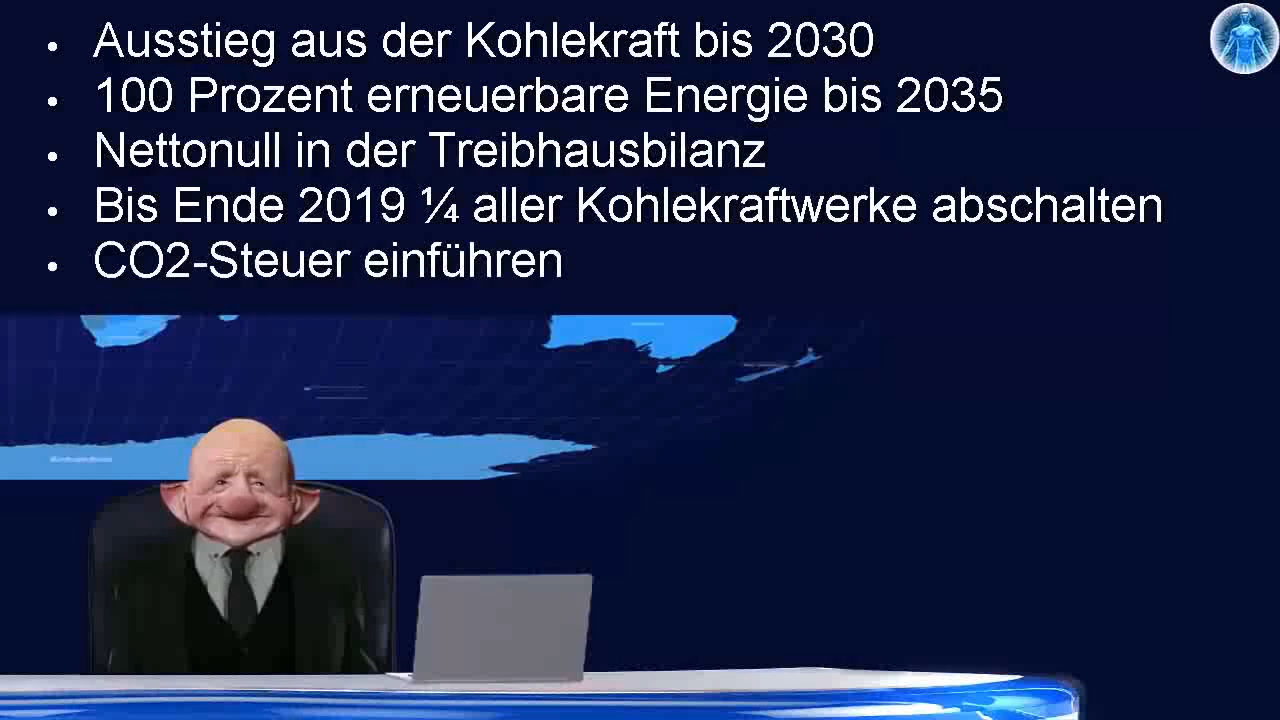 • Ausstieg aus der Kohlekraft bis 2030
• 100 Prozent erneuerbare Energie bis 2035
• Nettonull in der Treibhausbilanz
• Bis Ende 2019 ¼ aller Kohlekraftwerke abschalten
• CO2-Steuer einführen